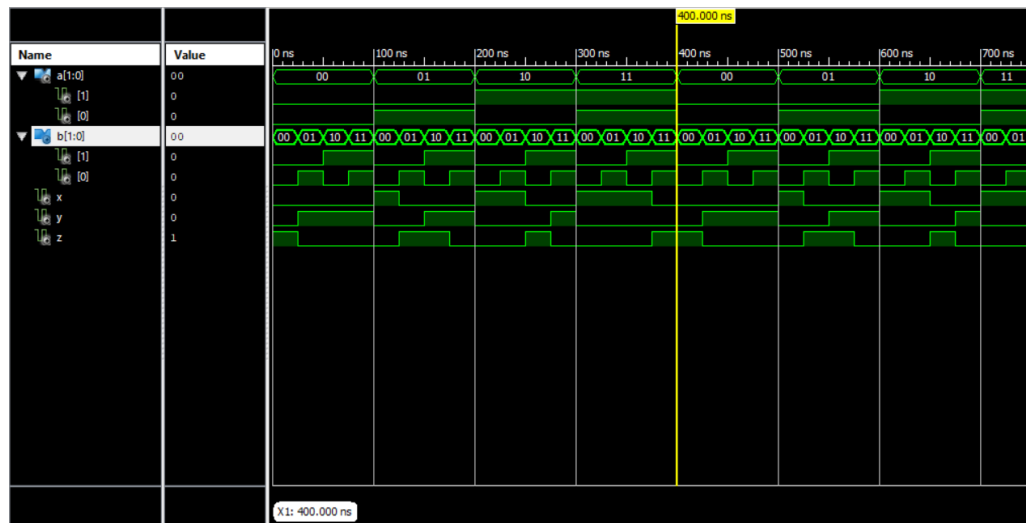 400.000 ns
Name Value
0 ns 100 ns 200 ns 300 ns 400 ns 500 ns 600 ns 700 ns
a[1:0] 00 00 01 10 11 00 01 10 11
[1] 0
[0] 0
b[1:0] 00 00 01 10 11 00 01 10 11 00 01 10 11 00 01 10 11 00 01 10 11 00 01 10 11 00 01 10 11 00 01
[1] 0
[0] 0
x 0
y 0
z 1
X1: 400.000 ns